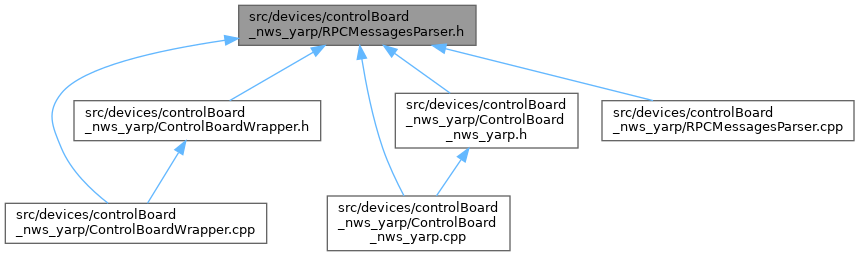 src/devices/controlBoard
_nws_yarp/RPCMessagesParser.h
src/devices/controlBoard
_nws_yarp/ControlBoardWrapper.h
src/devices/controlBoard
_nws_yarp/ControlBoard
_nws_yarp.h
src/devices/controlBoard
_nws_yarp/RPCMessagesParser.cpp
src/devices/controlBoard
_nws_yarp/ControlBoardWrapper.cpp
src/devices/controlBoard
_nws_yarp/ControlBoard
_nws_yarp.cpp